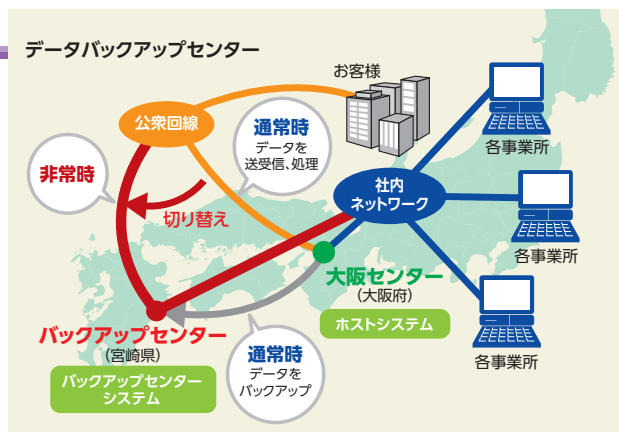 データバックアップセンター
お客様
公衆回線
通常時
データを
送受信、処理
各事業所
非常時
切り替え
社内
ネットワーク
各事業所
大阪センター
(大阪府)
ホストシステム
バックアップセンター
(宮崎県)
バックアップセンター
システム
通常時
データを
バックアップ
各事業所